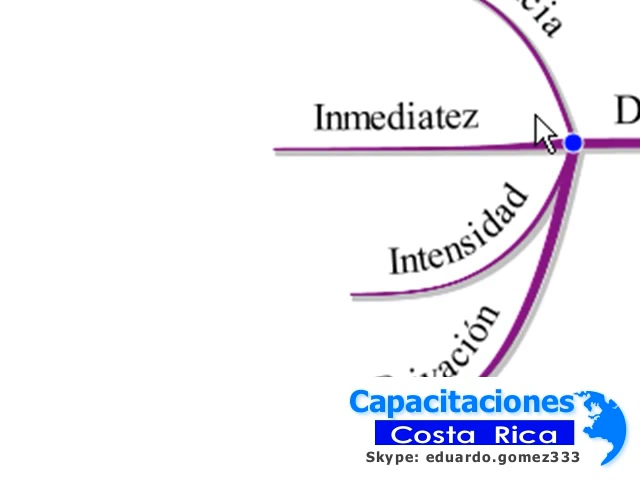 Inmediatez
D
Intensidad
Capacitaciones
Costa Rica
Skype: eduardo.gomez333